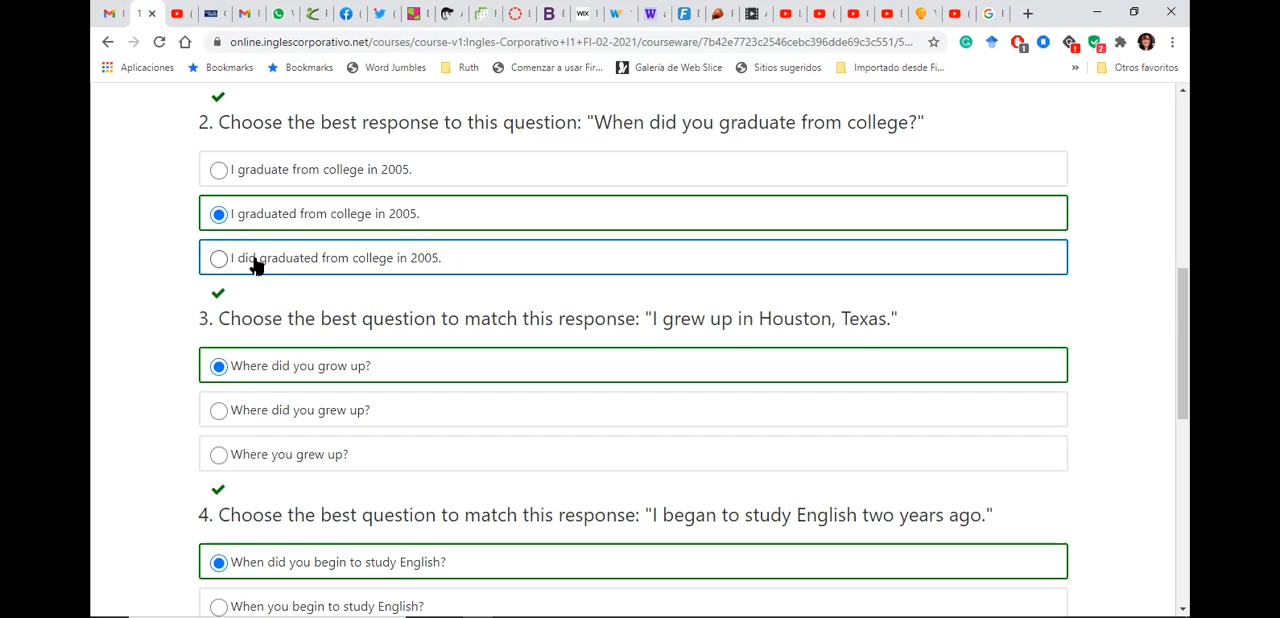 1
online.inglescorporativo.net/courses/course-v1:Ingles-Corporativo+I1+FI-02-2021/courseware/7b42e7723c2546cebc396dde69c3c551/5...
Aplicaciones Bookmarks Bookmarks Word Jumbles Ruth Comenzar a usar Fir... Galería de Web Slice Sitios sugeridos Importado desde Fi... » Otros favoritos
2. Choose the best response to this question: "When did you graduate from college?"
I graduate from college in 2005.
I graduated from college in 2005.
I did graduated from college in 2005.
3. Choose the best question to match this response: "I grew up in Houston, Texas."
Where did you grow up?
Where did you grew up?
Where you grew up?
4. Choose the best question to match this response: "I began to study English two years ago."
When did you begin to study English?
When you begin to study English?